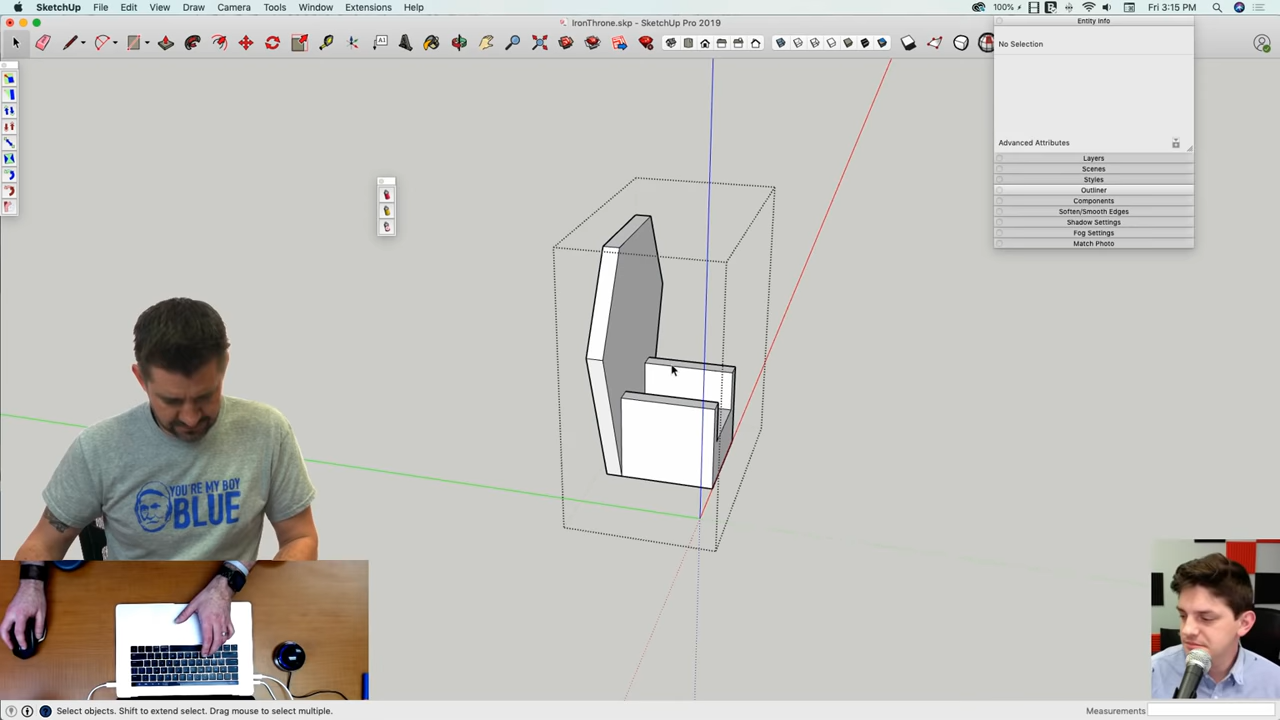 SketchUp File Edit View Draw Camera Tools Window Extensions Help
100% Fri 3:15 PM
IronThrone.skp - SketchUp Pro 2019
Entity Info
No Selection
Advanced Attributes
Layers
Scenes
Styles
Outliner
Components
Soften/Smooth Edges
Shadow Settings
Fog Settings
Match Photo
YOU'RE MY BOY
BLUE
Select objects. Shift to extend select. Drag mouse to select multiple.
Measurements